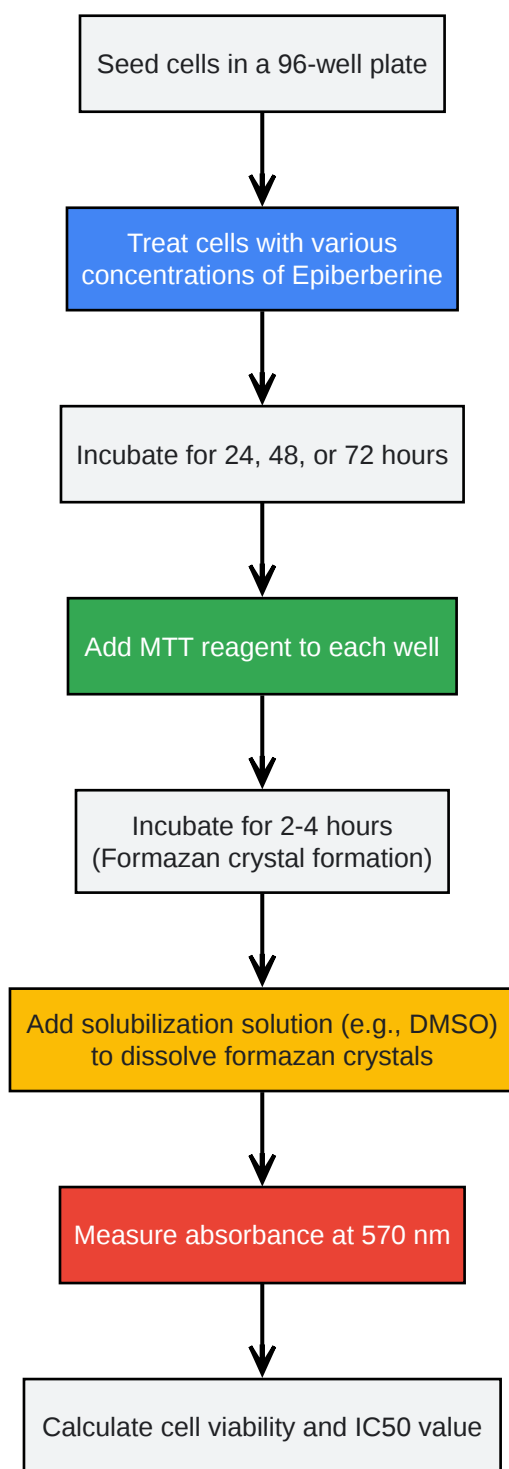 Seed cells in a 96-well plate
Treat cells with various
concentrations of Epiberberine
Incubate for 24, 48, or 72 hours
Add MTT reagent to each well
Incubate for 2-4 hours
(Formazan crystal formation)
Add solubilization solution (e.g., DMSO)
to dissolve formazan crystals
Measure absorbance at 570 nm
Calculate cell viability and IC50 value